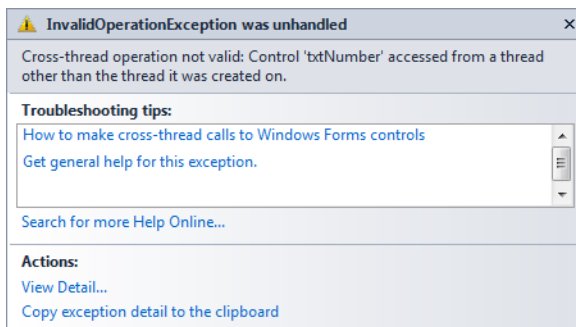 InvalidOperationException was unhandled
Cross-thread operation not valid: Control 'txtNumber' accessed from a thread
other than the thread it was created on.
Troubleshooting tips:
How to make cross-thread calls to Windows Forms controls
Get general help for this exception.
Search for more Help Online...
Actions:
View Detail...
Copy exception detail to the clipboard